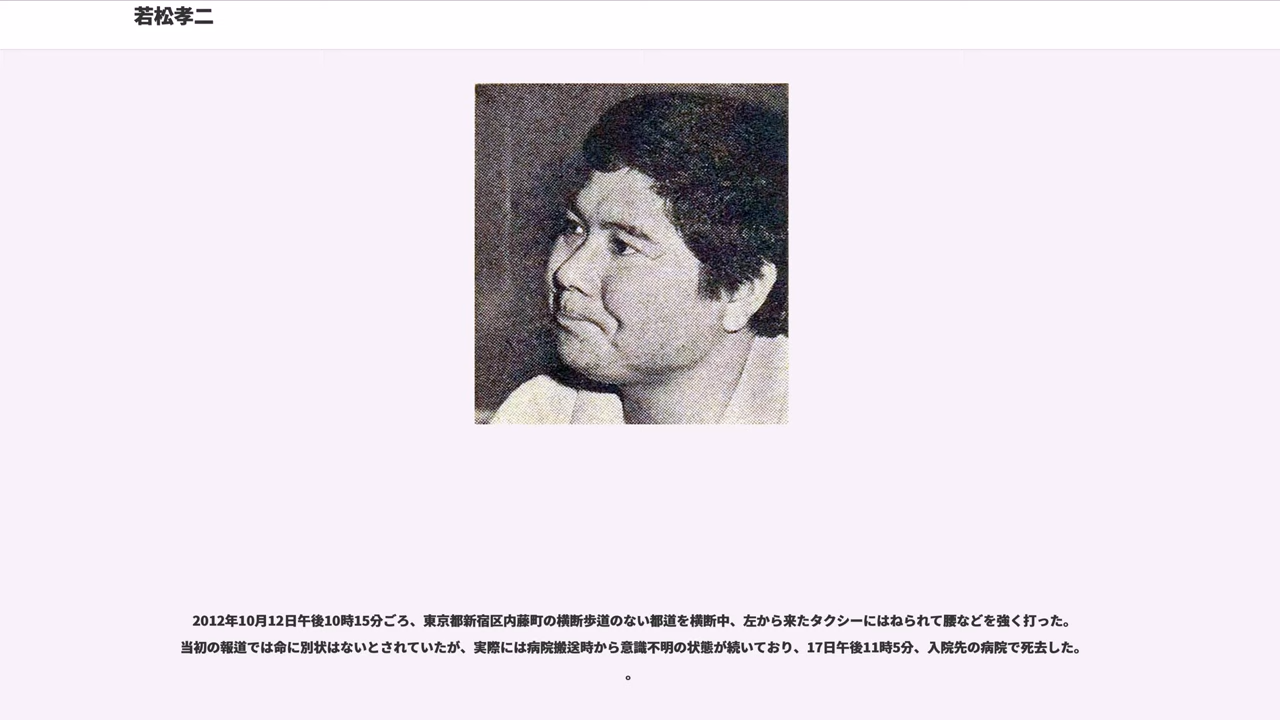 若松孝二
2012年10月12日午後10時15分ごろ、東京都新宿区内藤町の横断歩道のない都道を横断中、左から来たタクシーにはねられて腰などを強く打った。
当初の報道では命に別状はないとされていたが、実際には病院搬送時から意識不明の状態が続いており、17日午後11時5分、入院先の病院で死去した。
。